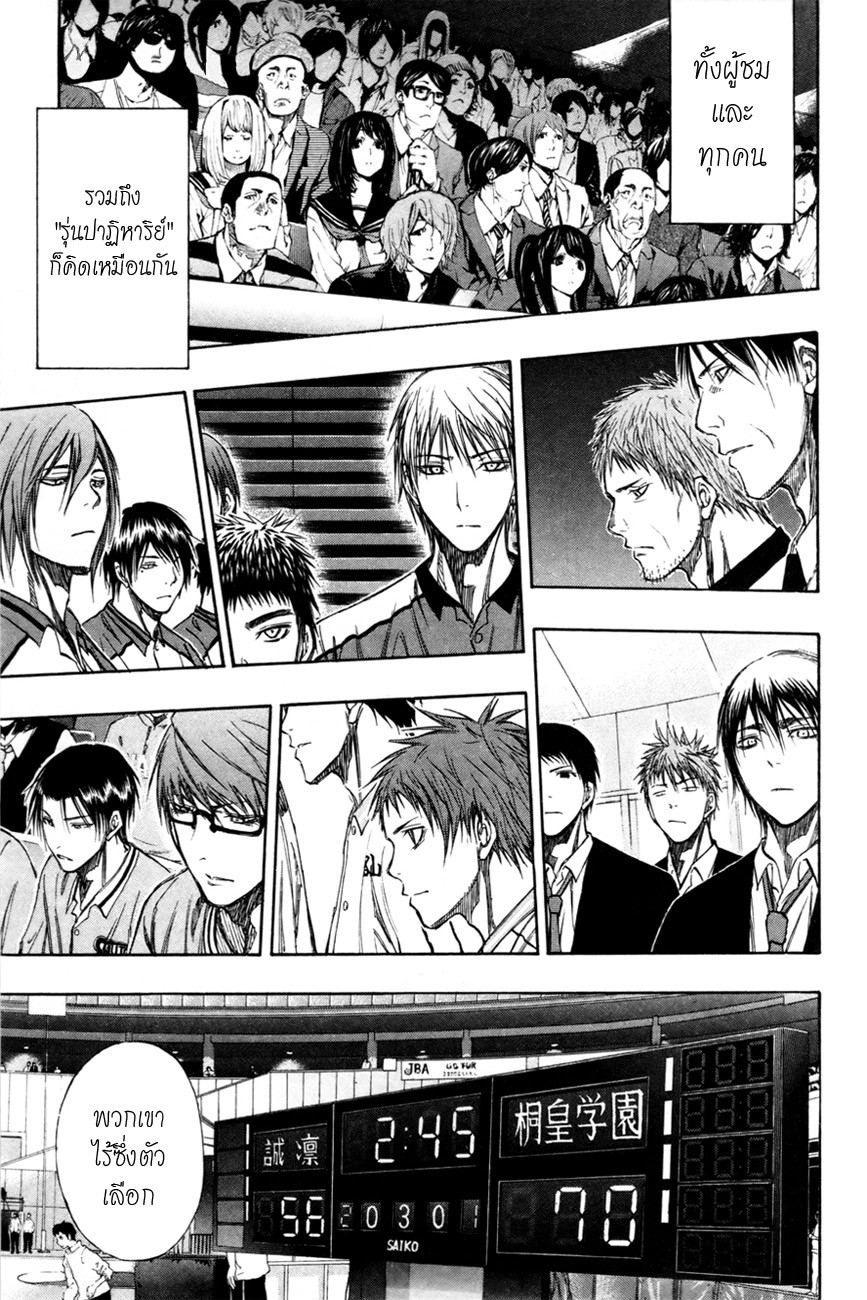 ทั้งผู้ชม
และ
ทุกคน
รวมถึง
"รุ่นปาฏิหาริย์"
ก็คิดเหมือนกัน
พวกเขา
ไร้ซึ่งตัว
เลือก
JBA
GO FOR
誠凛
2:45
桐皇学園
56
20301
70
SAIKO